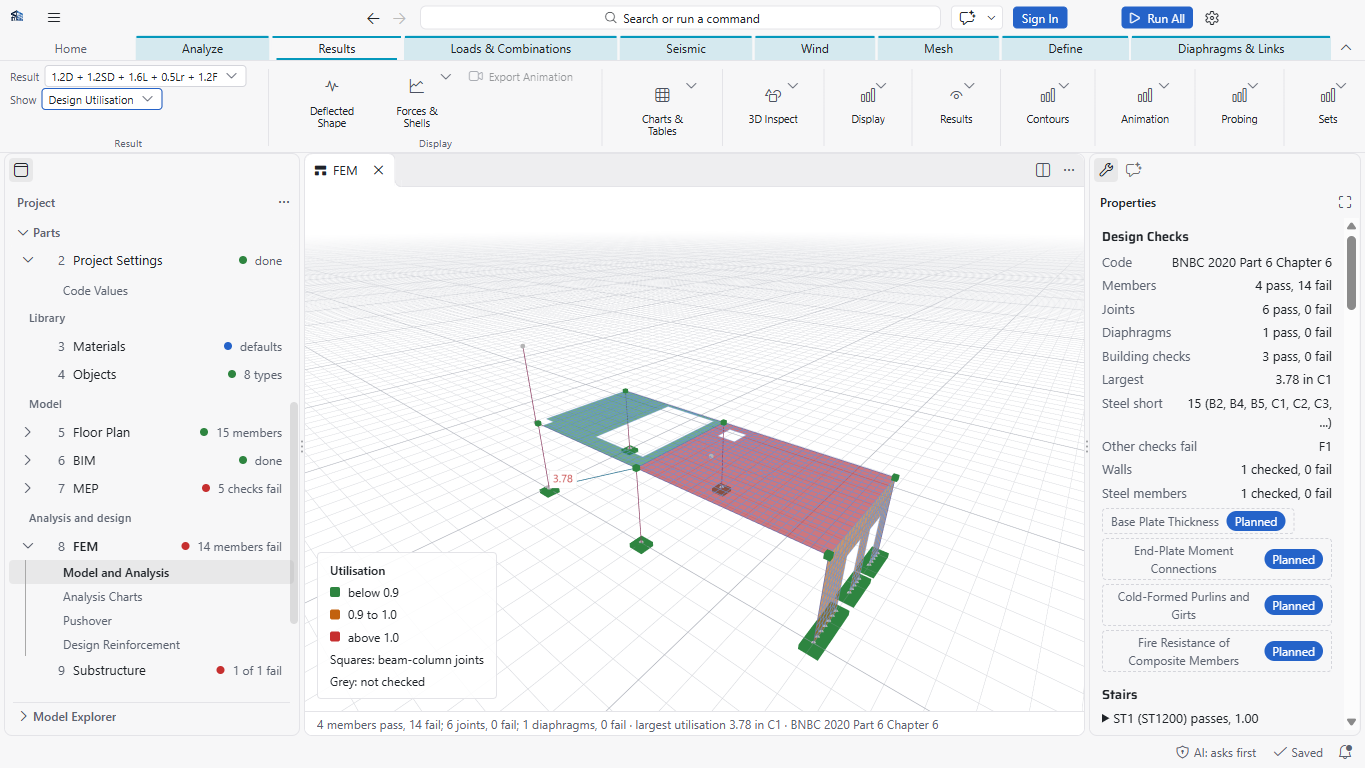 Search or run a command
Sign In
Run All
Home
Analyze
Results
Loads & Combinations
Seismic
Wind
Mesh
Define
Diaphragms & Links
Result
1.2D + 1.2SD + 1.6L + 0.5Lr + 1.2F
Show
Design Utilisation
Result
Deflected
Shape
Forces &
Shells
Export Animation
Display
Charts &
Tables
3D Inspect
Display
Results
Contours
Animation
Probing
Sets
Project
Parts
2 Project Settings done
Code Values
Library
3 Materials defaults
4 Objects 8 types
Model
5 Floor Plan 15 members
6 BIM done
7 MEP 5 checks fail
Analysis and design
8 FEM 14 members fail
Model and Analysis
Analysis Charts
Pushover
Design Reinforcement
9 Substructure 1 of 1 fail
Model Explorer
FEM
3.78
Utilisation
below 0.9
0.9 to 1.0
above 1.0
Squares: beam-column joints
Grey: not checked
4 members pass, 14 fail; 6 joints, 0 fail; 1 diaphragms, 0 fail · largest utilisation 3.78 in C1 · BNBC 2020 Part 6 Chapter 6
Properties
Design Checks
Code BNBC 2020 Part 6 Chapter 6
Members 4 pass, 14 fail
Joints 6 pass, 0 fail
Diaphragms 1 pass, 0 fail
Building checks 3 pass, 0 fail
Largest 3.78 in C1
Steel short 15 (B2, B4, B5, C1, C2, C3,
...)
Other checks fail F1
Walls 1 checked, 0 fail
Steel members 1 checked, 0 fail
Base Plate Thickness Planned
End-Plate Moment
Connections Planned
Cold-Formed Purlins and
Girts Planned
Fire Resistance of
Composite Members Planned
Stairs
ST1 (ST1200) passes, 1.00
AI: asks first
Saved